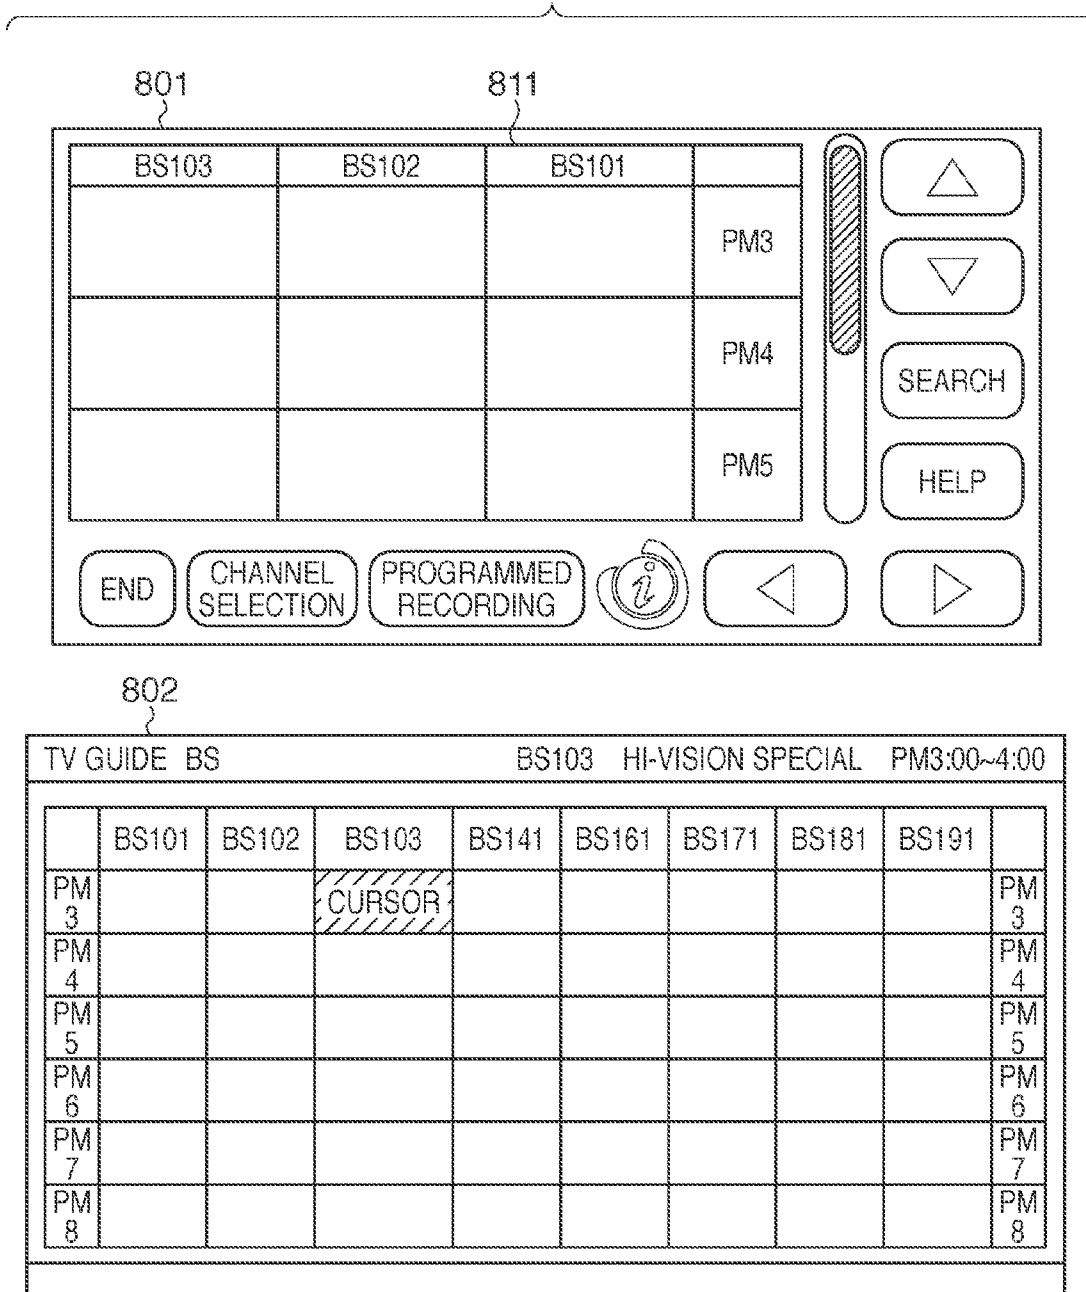 801
811
BS103 BS102 BS101
PM3
PM4
PM5
SEARCH
HELP
END
CHANNEL
SELECTION
PROGRAMMED
RECORDING
i
802
TV GUIDE BS BS103 HI-VISION SPECIAL PM3:00~4:00
BS101 BS102 BS103 BS141 BS161 BS171 BS181 BS191
PM
3
CURSOR
PM
3
PM
4
PM
4
PM
5
PM
5
PM
6
PM
6
PM
7
PM
7
PM
8
PM
8